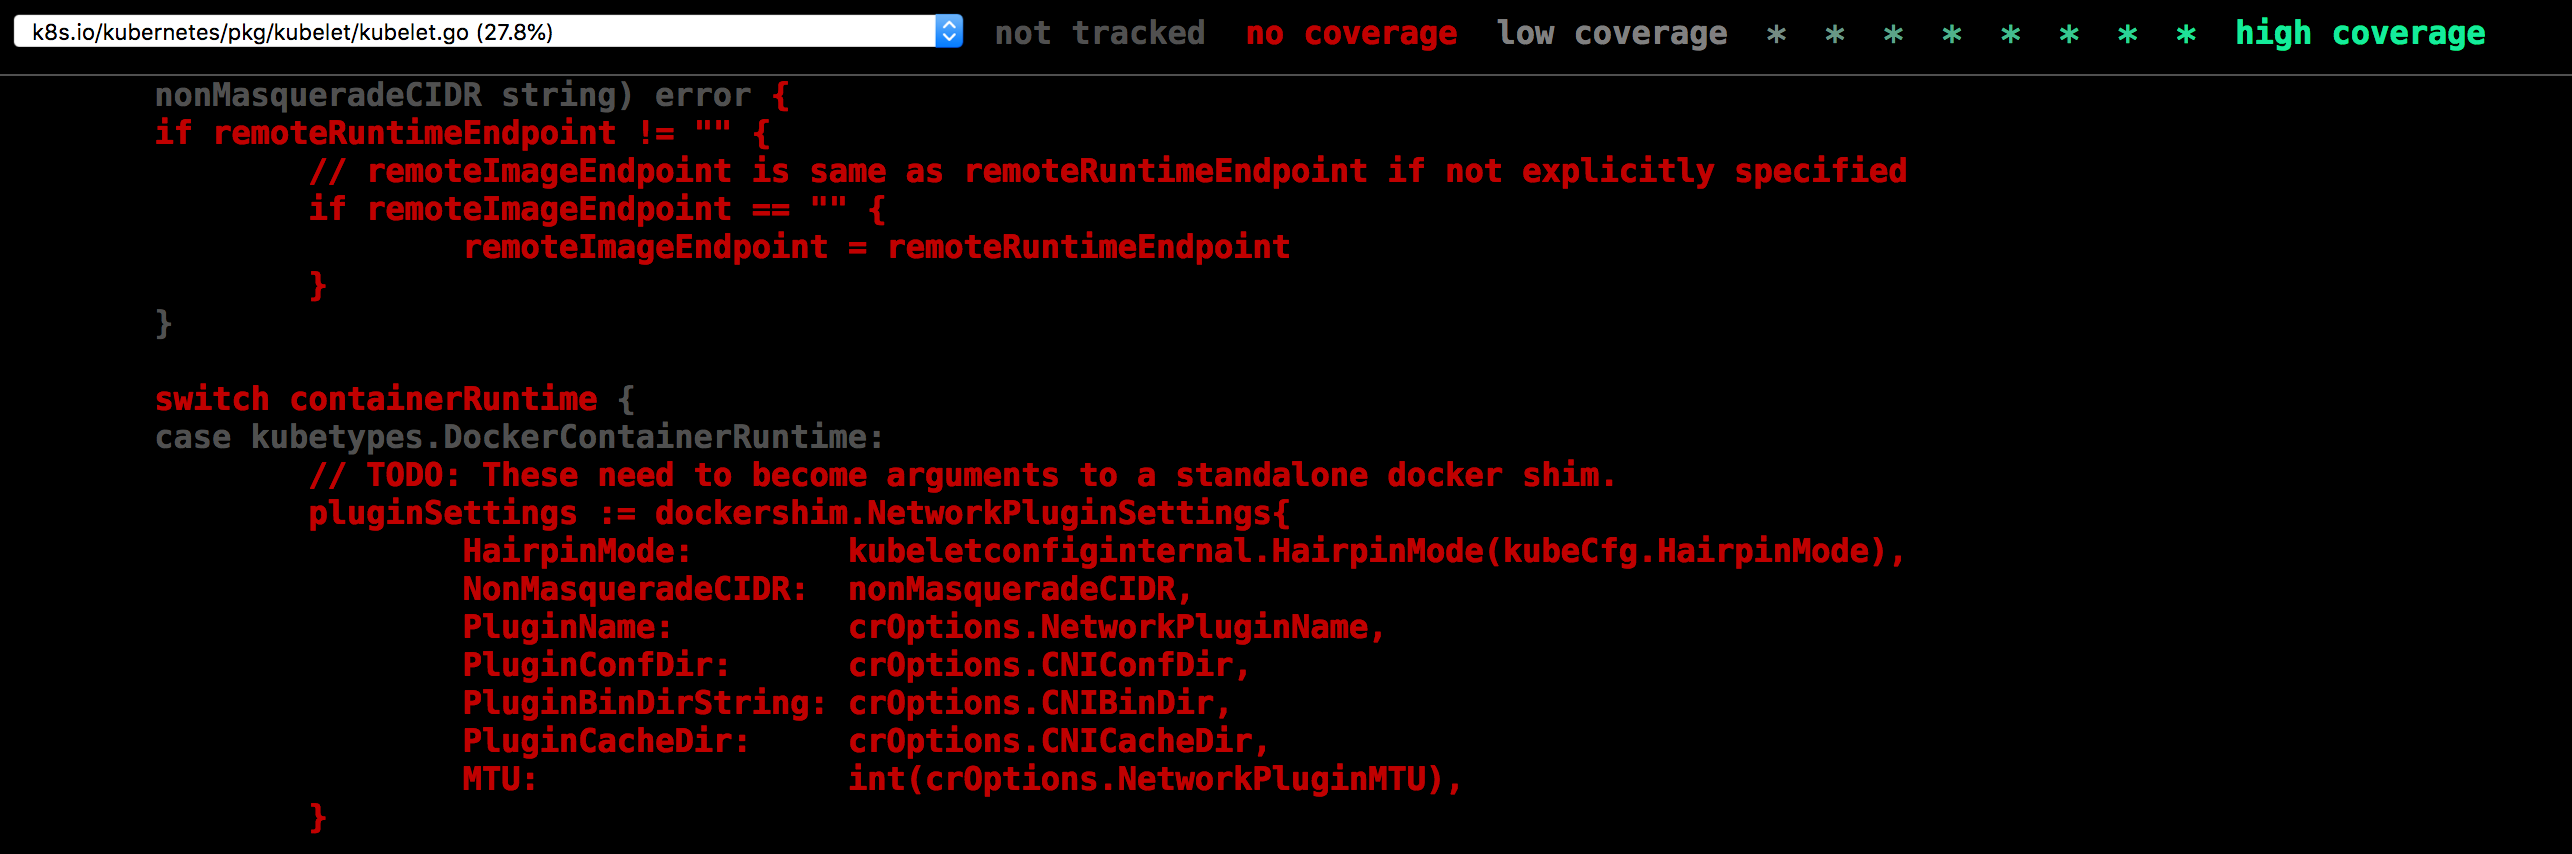 k8s.io/kubernetes/pkg/kubelet/kubelet.go (27.8%) not tracked no coverage low coverage * * * * * * * * high coverage
nonMasqueradeCIDR string) error {
if remoteRuntimeEndpoint != "" {
// remoteImageEndpoint is same as remoteRuntimeEndpoint if not explicitly specified
if remoteImageEndpoint == "" {
remoteImageEndpoint = remoteRuntimeEndpoint
}
}
switch containerRuntime {
case kubetypes.DockerContainerRuntime:
// TODO: These need to become arguments to a standalone docker shim.
pluginSettings := dockershim.NetworkPluginSettings{
HairpinMode: kubeletconfiginternal.HairpinMode(kubeCfg.HairpinMode),
NonMasqueradeCIDR: nonMasqueradeCIDR,
PluginName: crOptions.NetworkPluginName,
PluginConfDir: crOptions.CNIConfDir,
PluginBinDirString: crOptions.CNIBinDir,
PluginCacheDir: crOptions.CNICacheDir,
MTU: int(crOptions.NetworkPluginMTU),
}